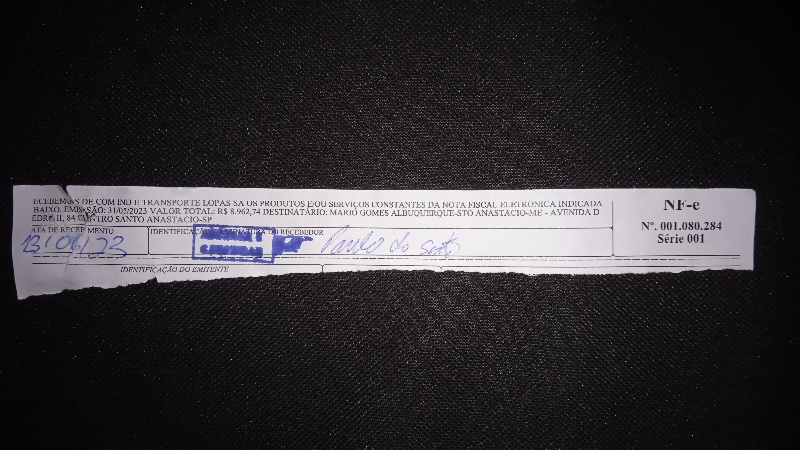 ECEBEMOS DE COM IND E TRANSPORTE LOPAS SA OS PRODUTOS E/OU SERVIÇOS CONSTANTES DA NOTA FISCAL ELETRONICA INDICADA
BAIXO. EMISSÃO: 31/05/2023 VALOR TOTAL: R$ 8.962,74 DESTINATÁRIO: MARIO GOMES ALBUQUERQUE-STO ANASTACIO-ME - AVENIDA D
EDRO II, 84 CENTRO SANTO ANASTACIO-SP
NF-e
Nº. 001.080.284
Série 001
ATA DE RECEBIMENTO
IDENTIFICAÇÃO E ASSINATURA DO RECEBEDOR
13/06/23
Paulo do
IDENTIFICAÇÃO DO EMITENTE